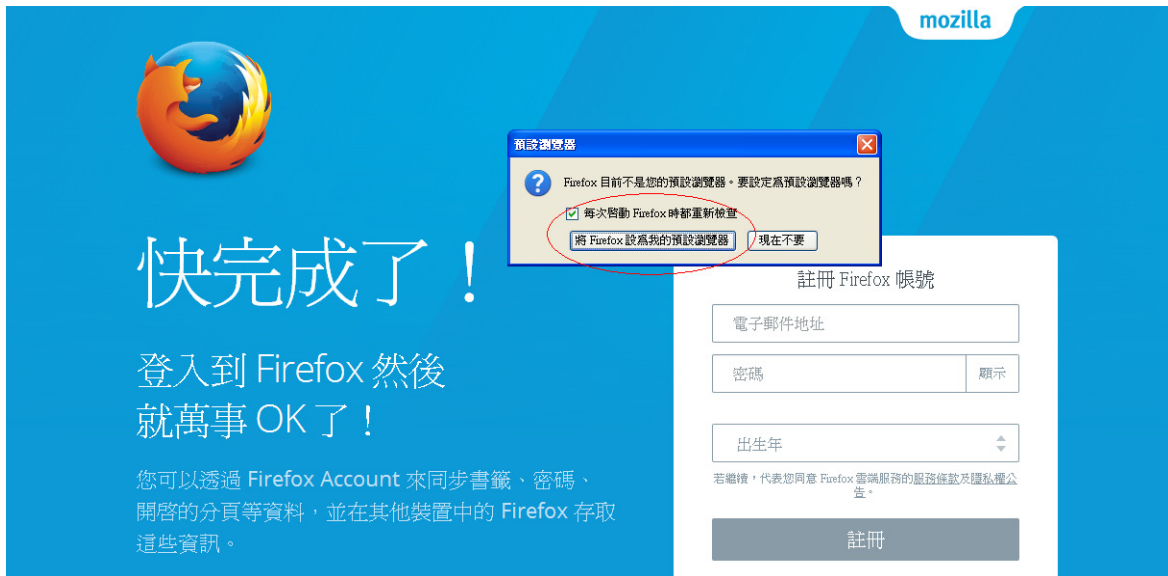 mozilla
預設瀏覽器
Firefox 目前不是您的預設瀏覽器。要設定為預設瀏覽器嗎？
每次啓動 Firefox 時都重新檢查
將 Firefox 設為我的預設瀏覽器
現在不要
快完成了！
登入到 Firefox 然後
就萬事 OK 了！
您可以透過 Firefox Account 來同步書籤、密碼、
開啓的分頁等資料，並在其他裝置中的 Firefox 存取
這些資訊。
註冊 Firefox 帳號
電子郵件地址
密碼
顯示
出生年
若繼續，代表您同意 Firefox 雲端服務的服務條款及隱私權公
告。
註冊